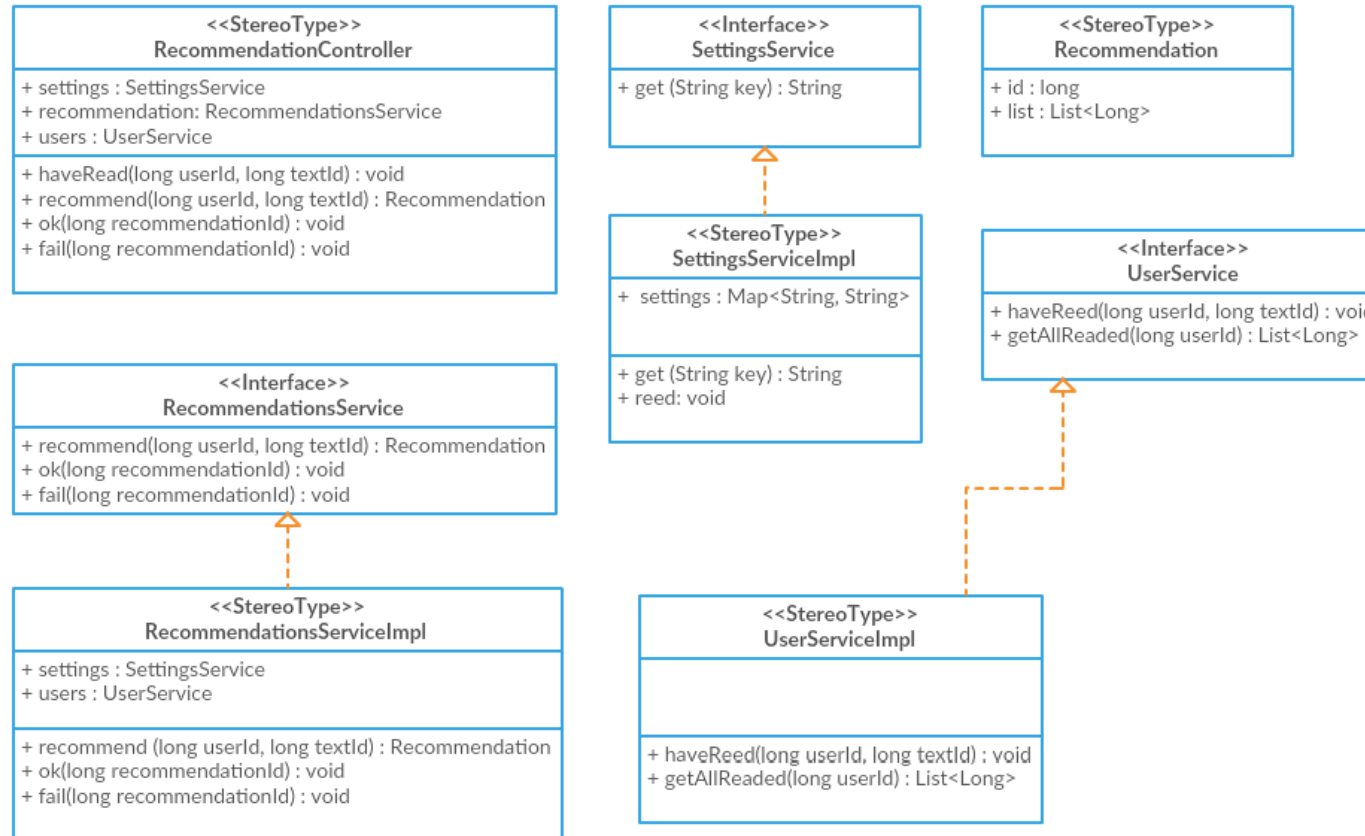 <<StereoType>>
RecommendationController
+ settings : SettingsService
+ recommendation: RecommendationsService
+ users : UserService
+ haveRead(long userId, long textId) : void
+ recommend(long userId, long textId) : Recommendation
+ ok(long recommendationId) : void
+ fail(long recommendationId) : void
<<Interface>>
SettingsService
+ get (String key) : String
<<StereoType>>
Recommendation
+ id : long
+ list : List<Long>
<<StereoType>>
SettingsServiceImpl
+ settings : Map<String, String>
+ get (String key) : String
+ reed: void
<<Interface>>
UserService
+ haveReed(long userId, long textId) : void
+ getAllReaded(long userId) : List<Long>
<<Interface>>
RecommendationsService
+ recommend(long userId, long textId) : Recommendation
+ ok(long recommendationId) : void
+ fail(long recommendationId) : void
<<StereoType>>
RecommendationsServiceImpl
+ settings : SettingsService
+ users : UserService
+ recommend (long userId, long textId) : Recommendation
+ ok(long recommendationId) : void
+ fail(long recommendationId) : void
<<StereoType>>
UserServiceImpl
+ haveReed(long userId, long textId) : void
+ getAllReaded(long userId) : List<Long>